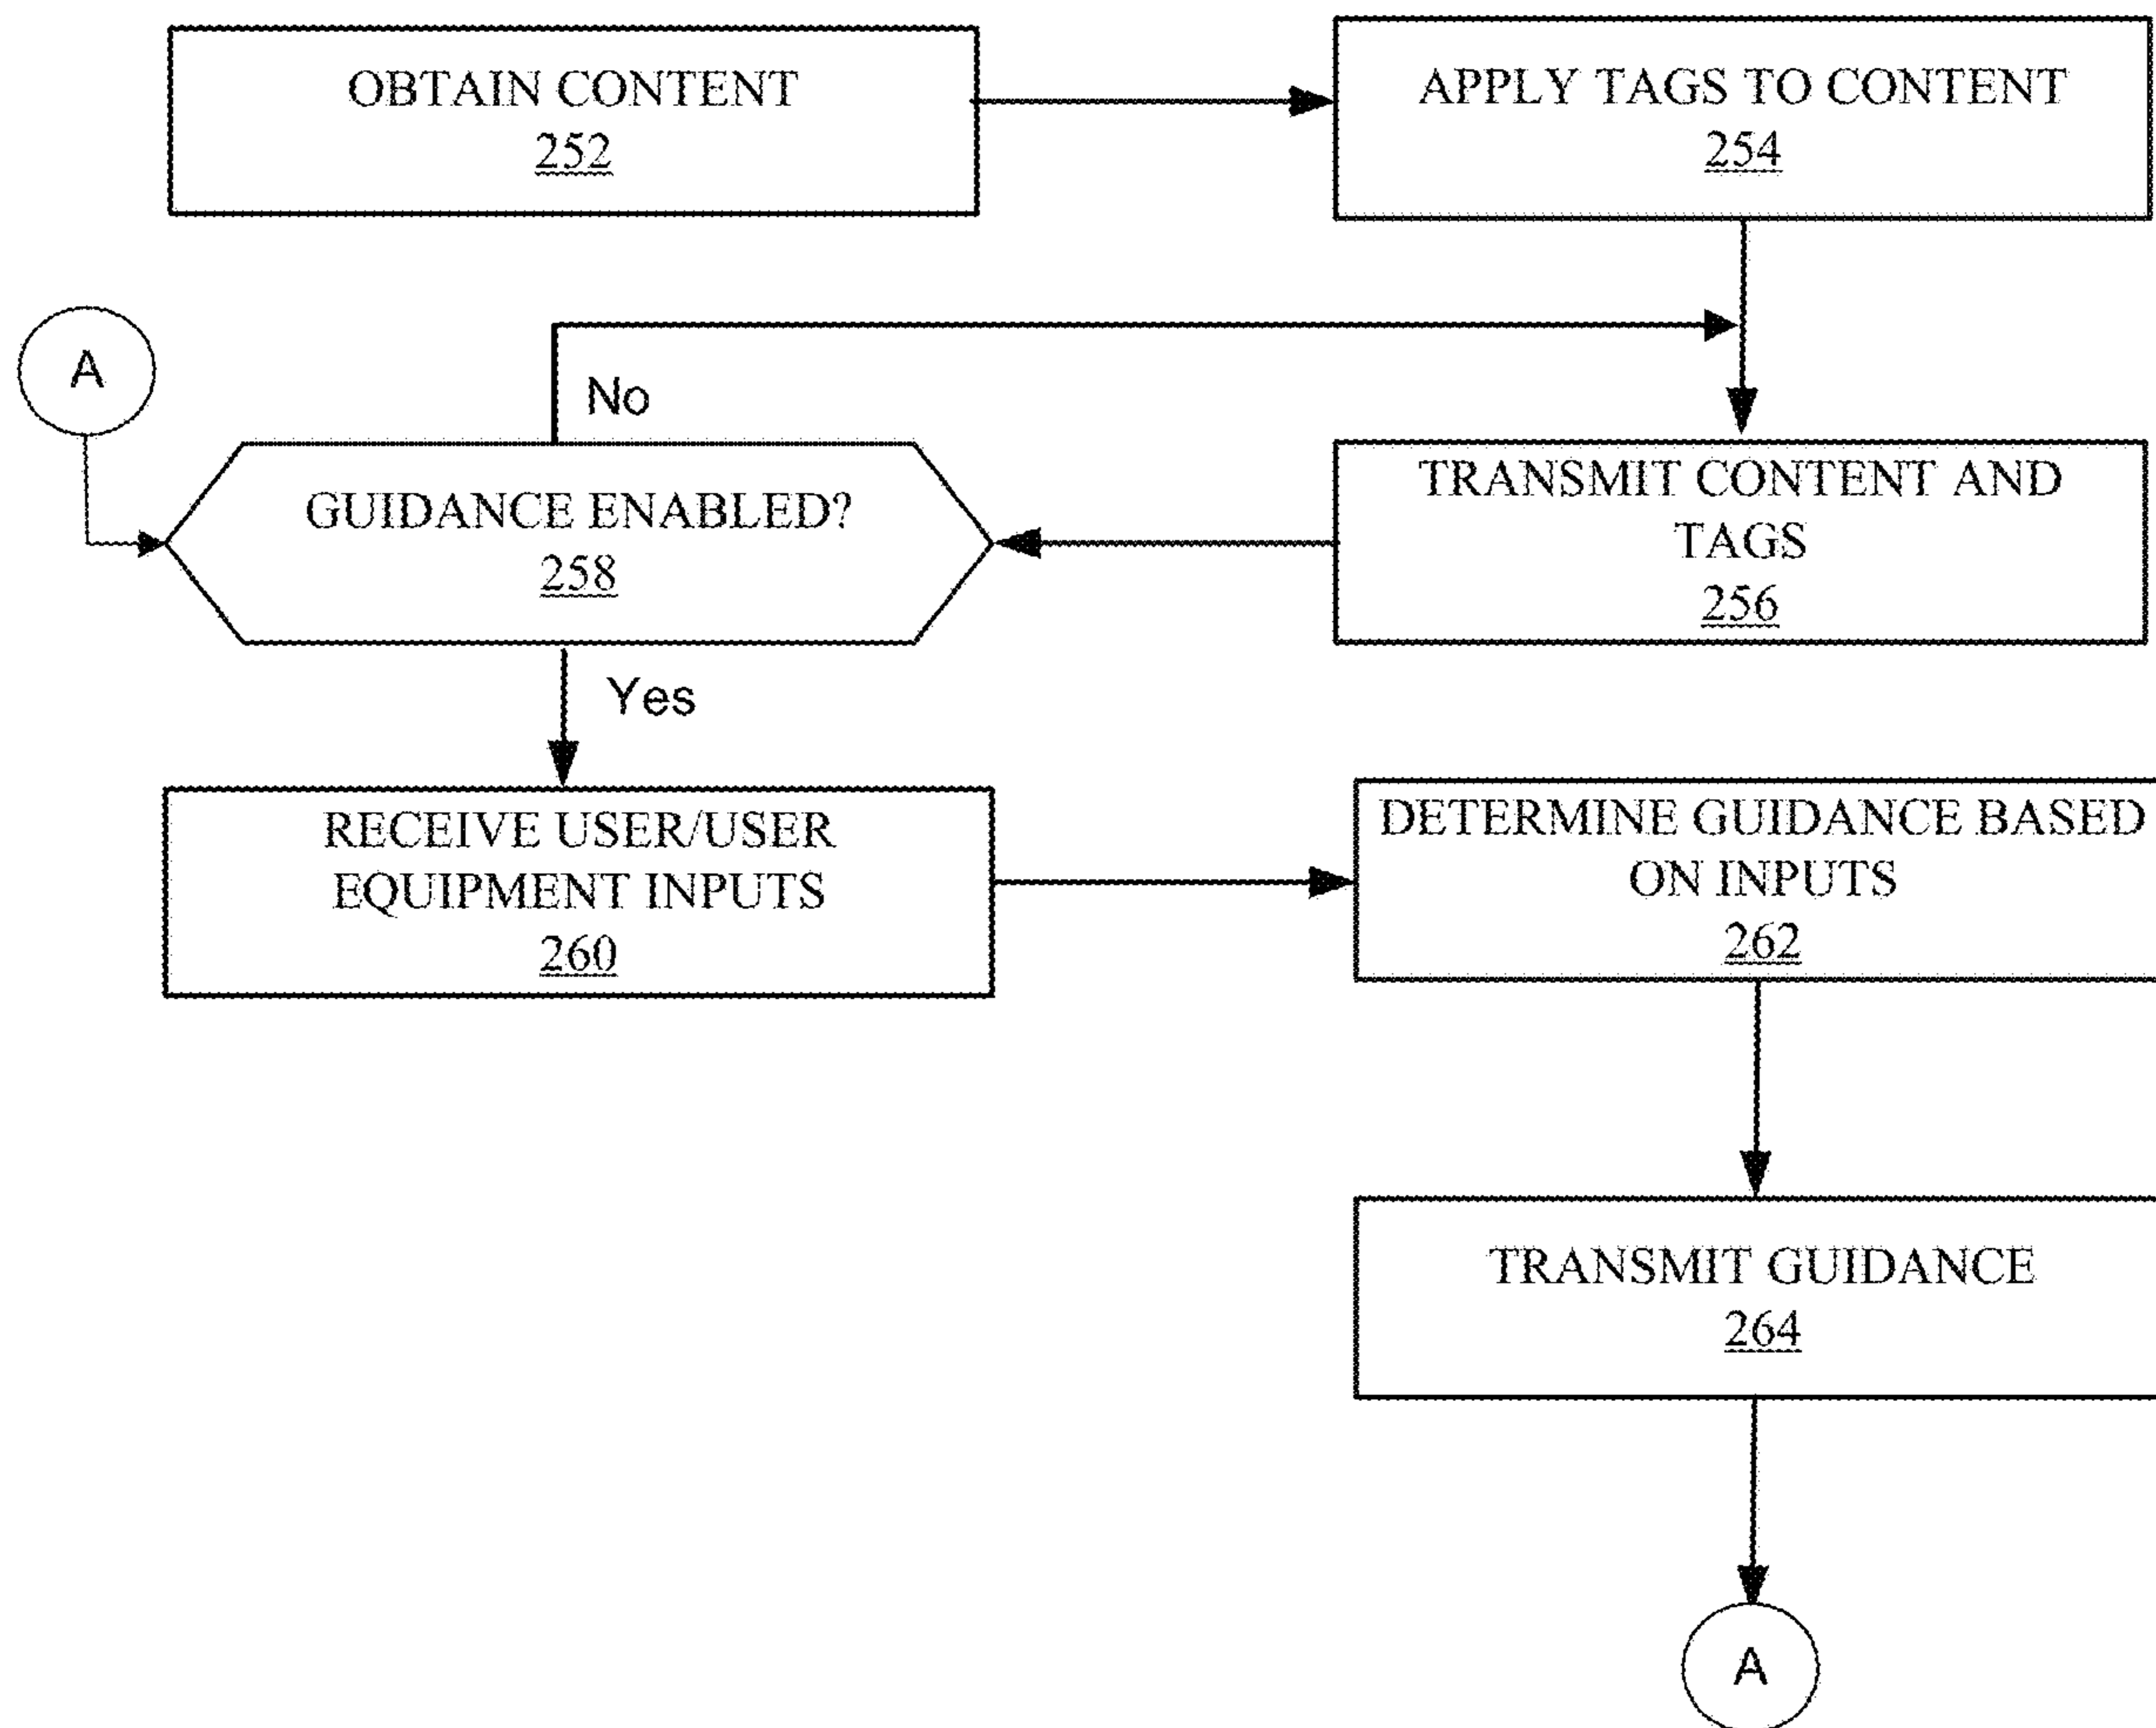 OBTAIN CONTENT
252
APPLY TAGS TO CONTENT
254
A
No
GUIDANCE ENABLED?
258
TRANSMIT CONTENT AND
TAGS
256
Yes
RECEIVE USER/USER
EQUIPMENT INPUTS
260
DETERMINE GUIDANCE BASED
ON INPUTS
262
TRANSMIT GUIDANCE
264
A